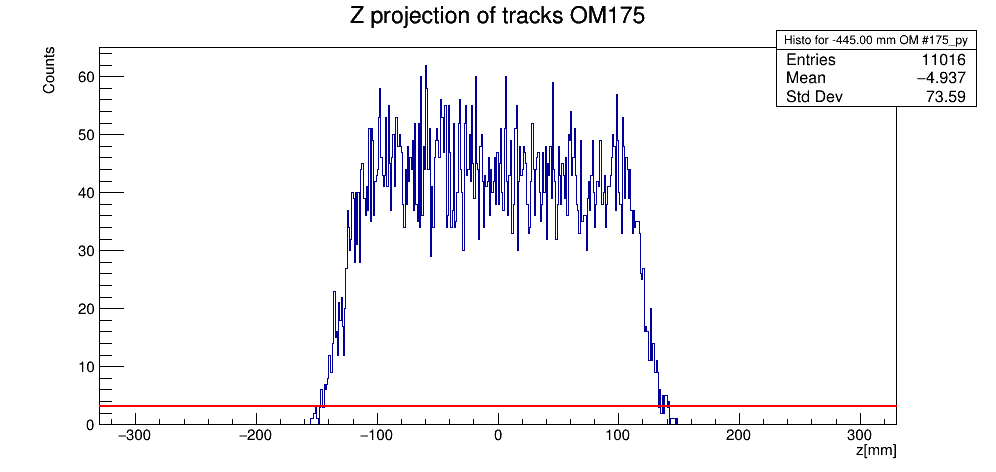 Z projection of tracks OM175
Histo for -445.00 mm OM #175_py
Entries 11016
Mean −4.937
Std Dev 73.59
Counts
60
50
40
30
20
10
0
−300 −200 −100 0 100 200 300
z[mm]